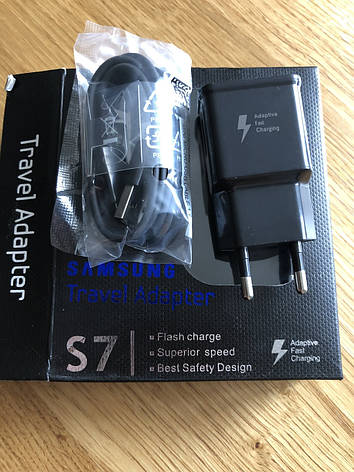 Adaptive
Fast
Charging
Travel Adapter
SAMSUNG
Travel Adapter
S7
Flash charge
Superior speed
Best Safety Design
Adaptive
Fast
Charging